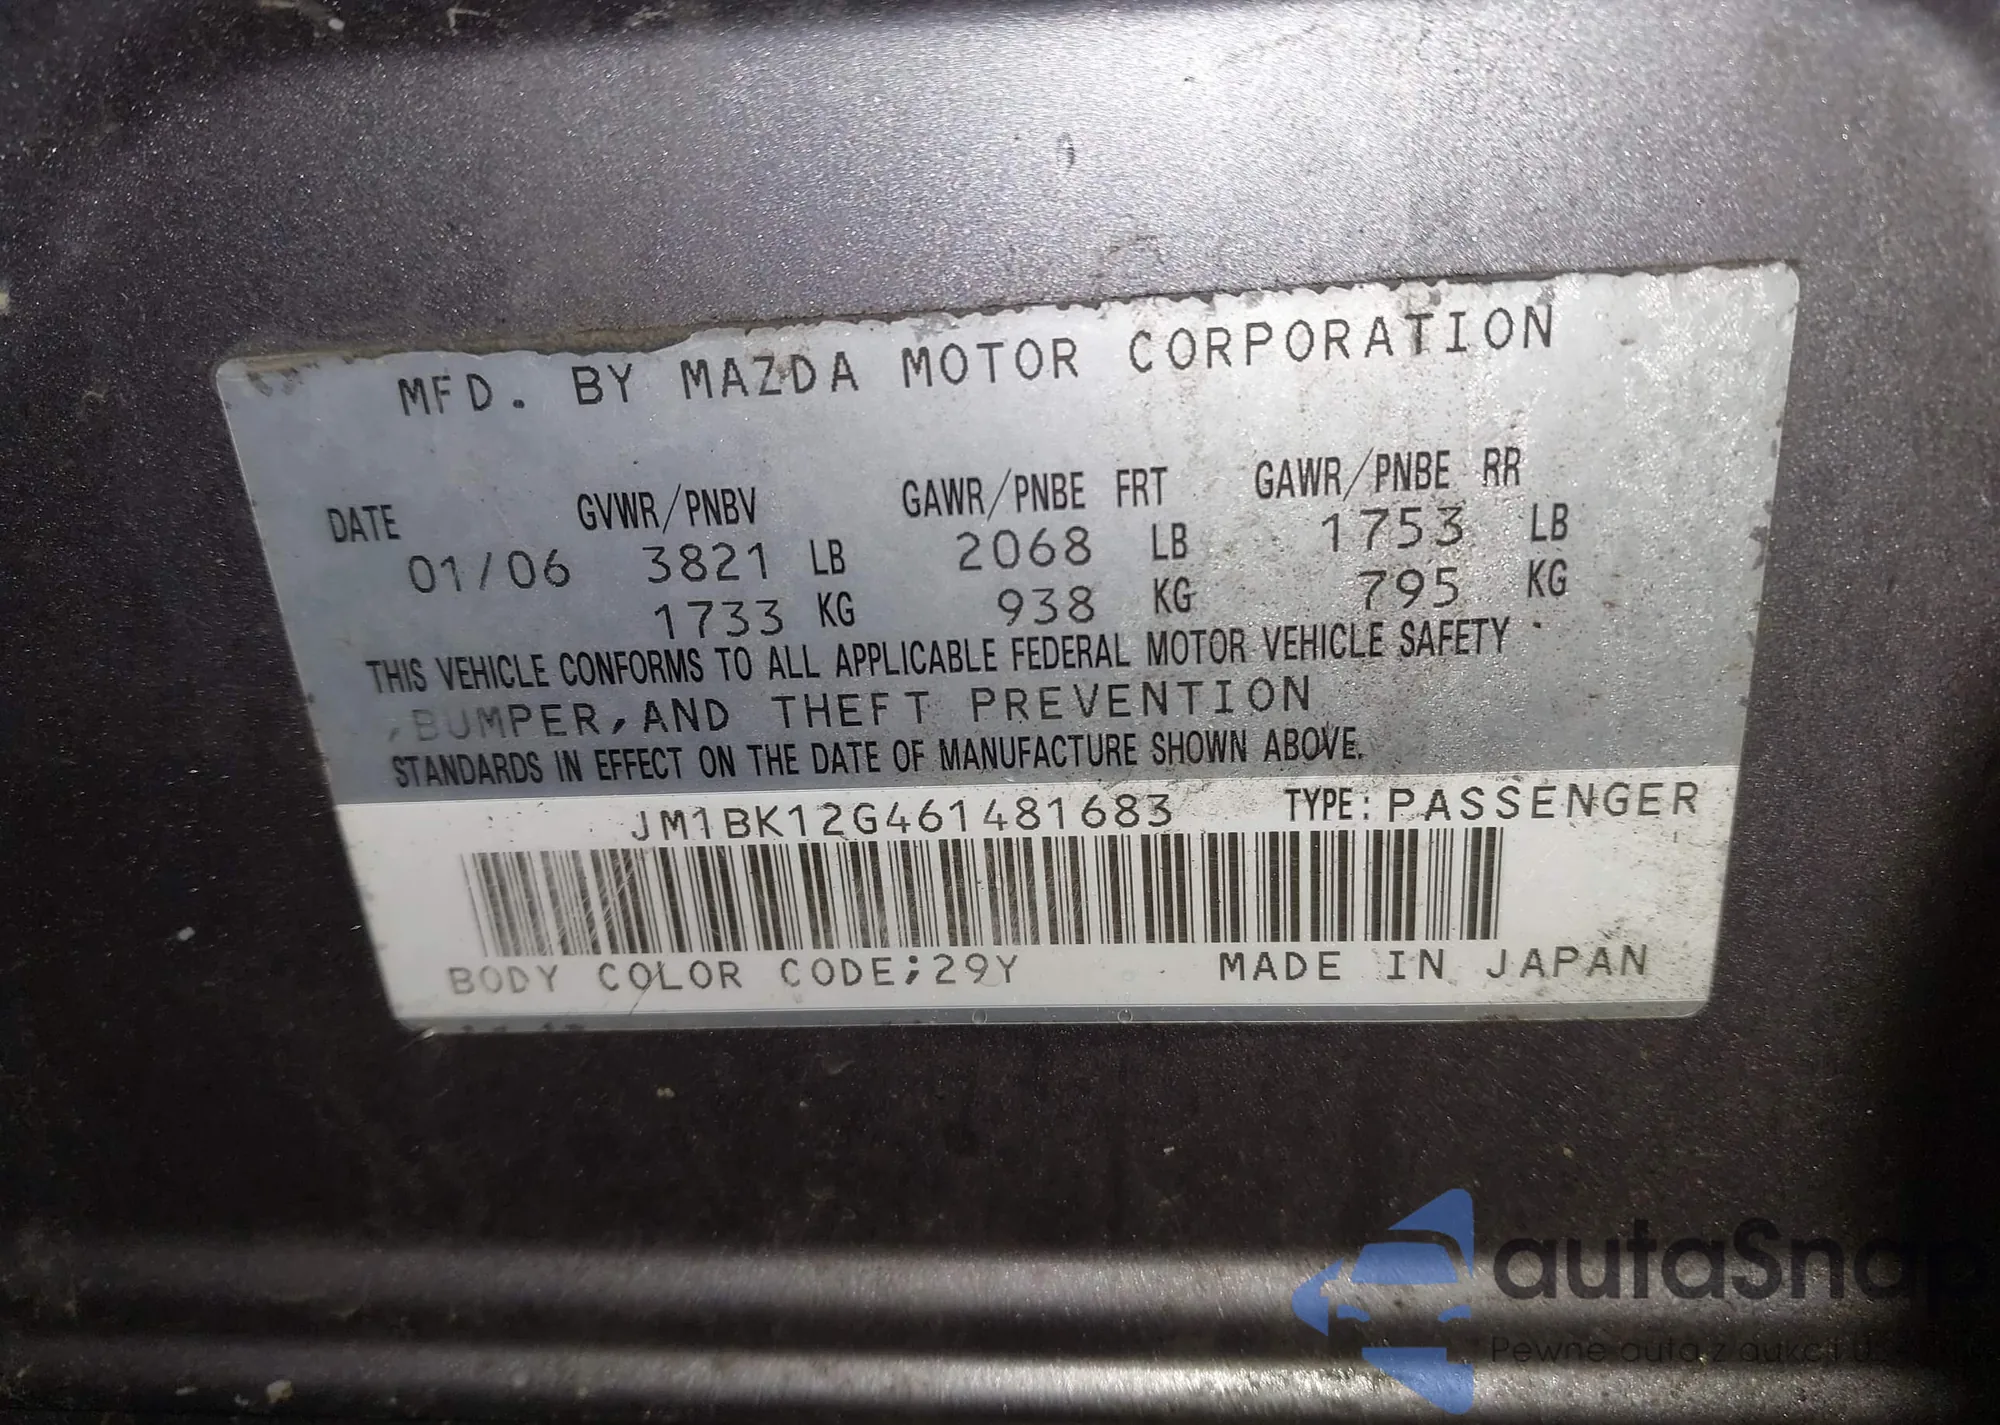 MFD. BY MAZDA MOTOR CORPORATION
DATE GVWR/PNBV GAWR/PNBE FRT GAWR/PNBE RR
01/06 3821 LB 2068 LB 1753 LB
1733 KG 938 KG 795 KG
THIS VEHICLE CONFORMS TO ALL APPLICABLE FEDERAL MOTOR VEHICLE SAFETY
,BUMPER,AND THEFT PREVENTION
STANDARDS IN EFFECT ON THE DATE OF MANUFACTURE SHOWN ABOVE.
JM1BK12G461481683 TYPE: PASSENGER
BODY COLOR CODE;29Y MADE IN JAPAN
autaSnap
Pewne auta z aukcji